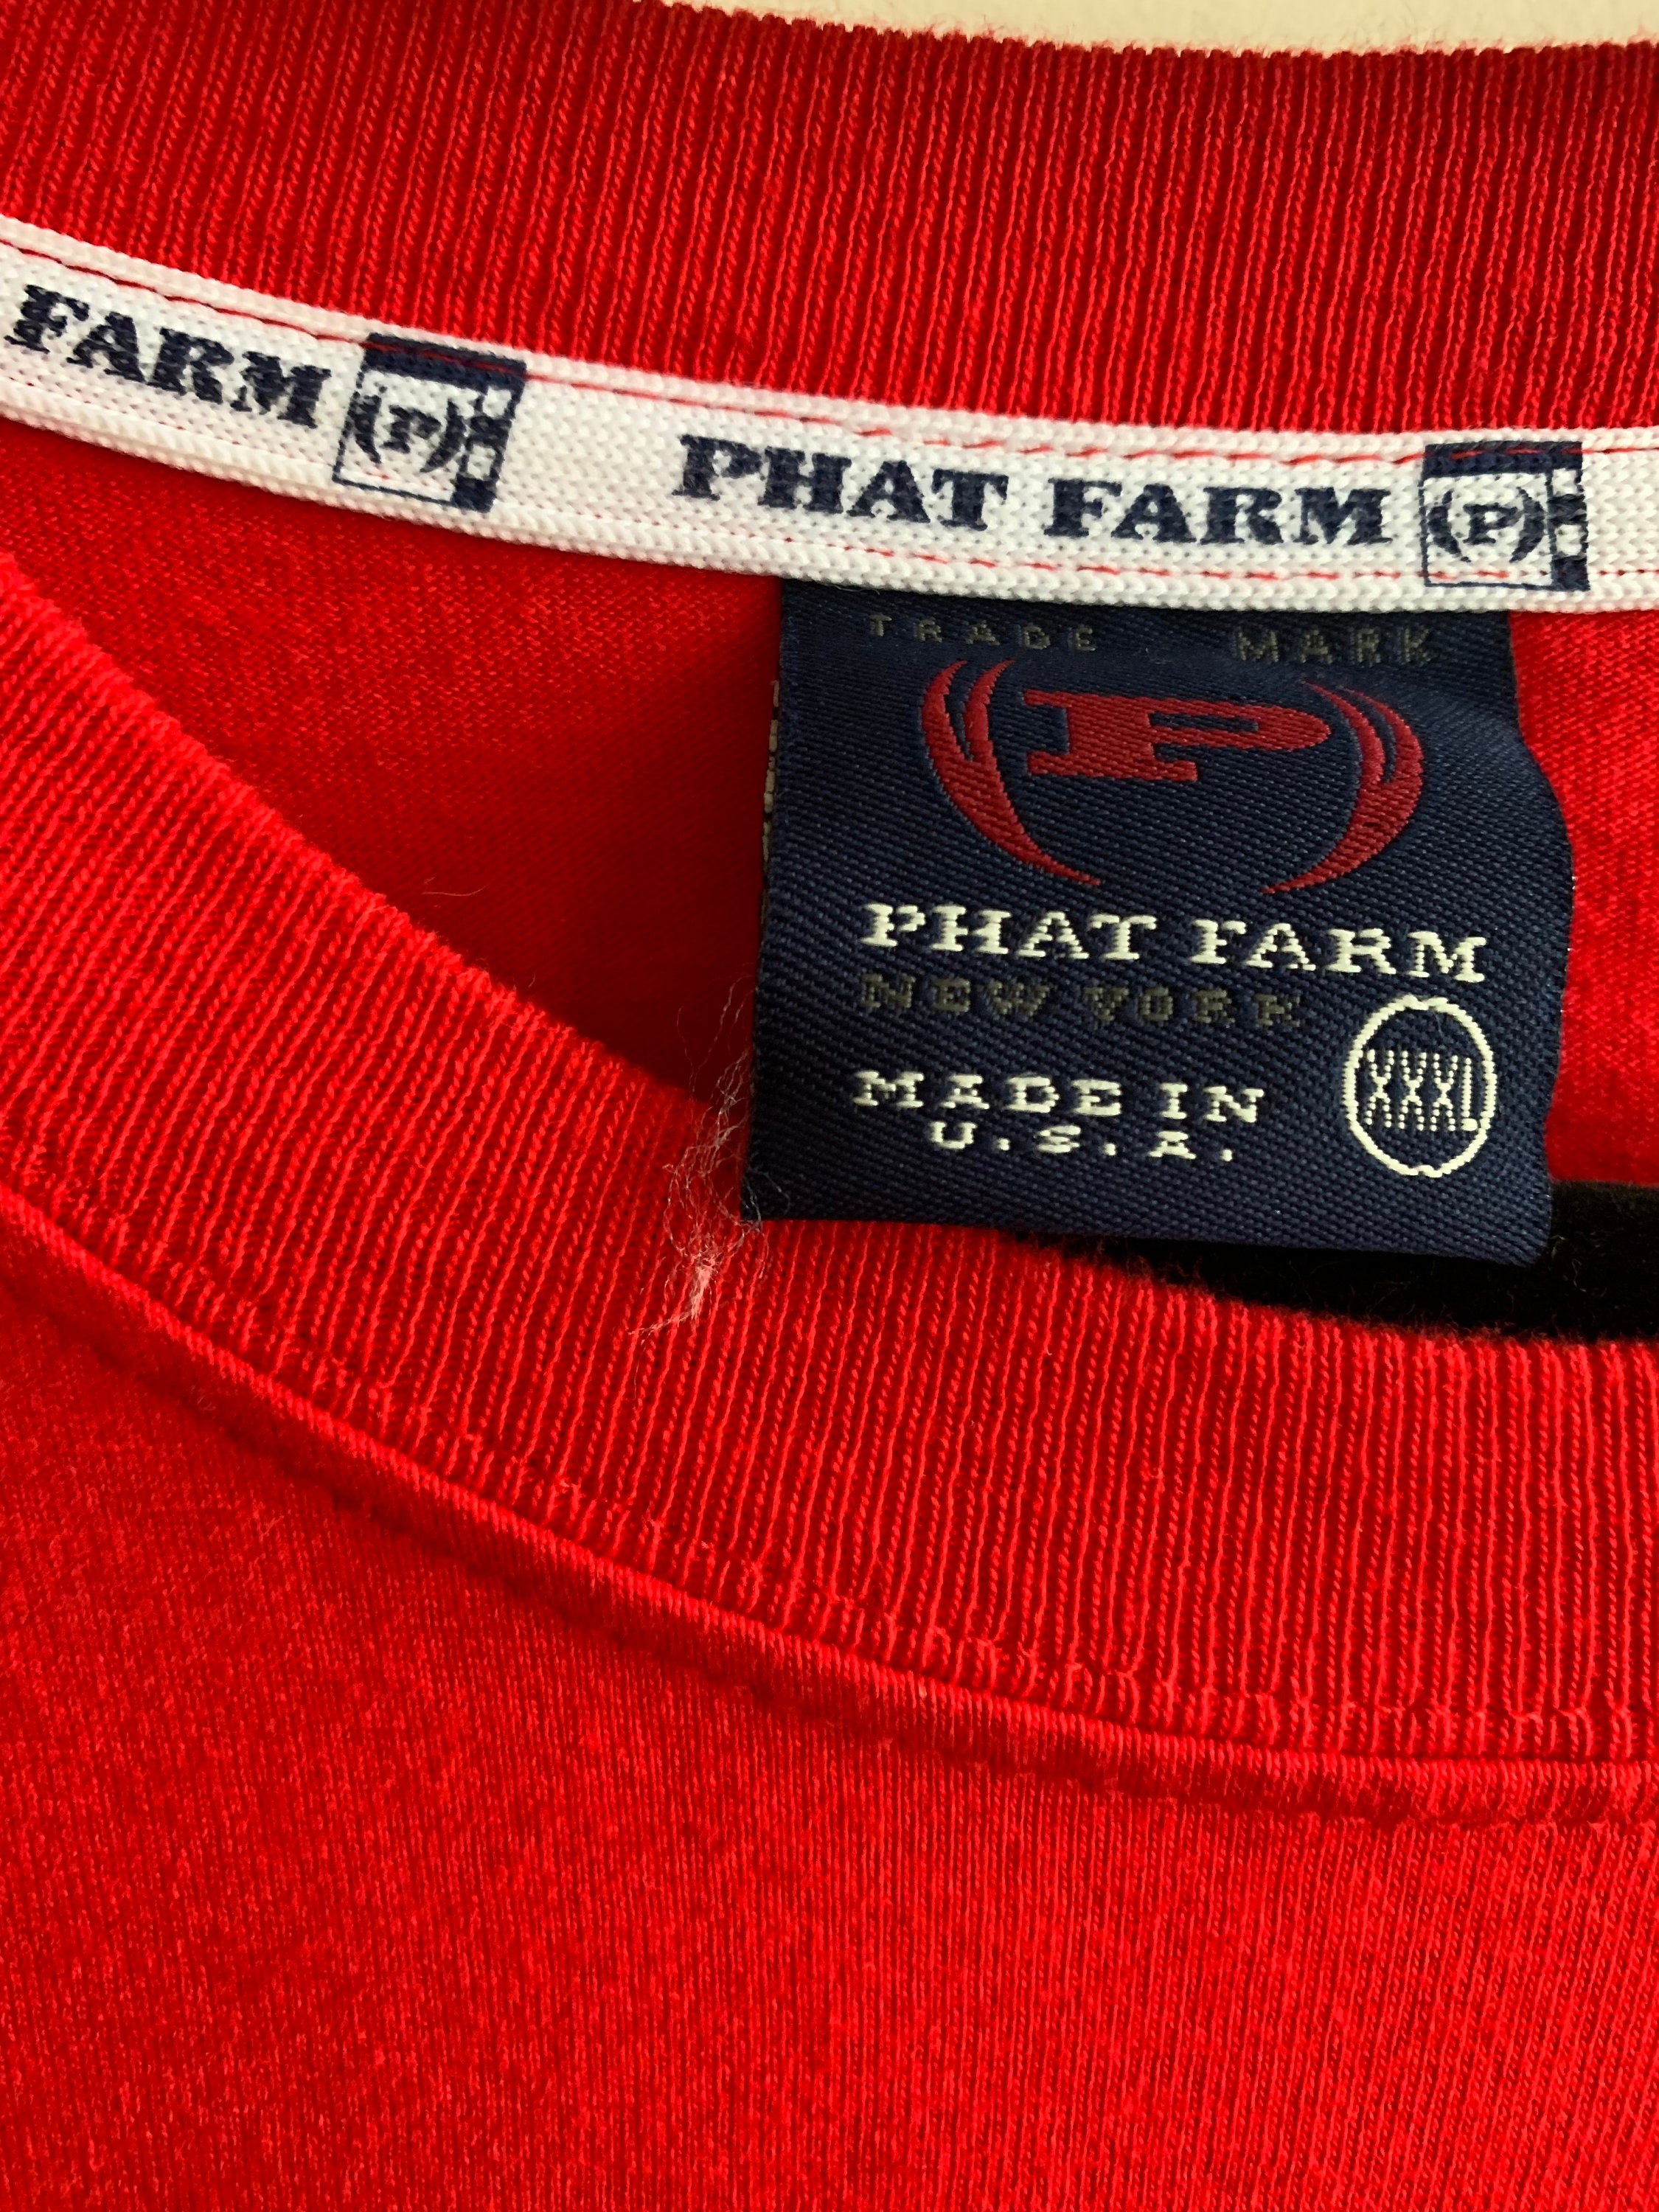 FARM (P) PHAT FARM (P)
TRADE MARK
P
PHAT FARM
NEW YORK
MADE IN
U.S.A.
XXXL